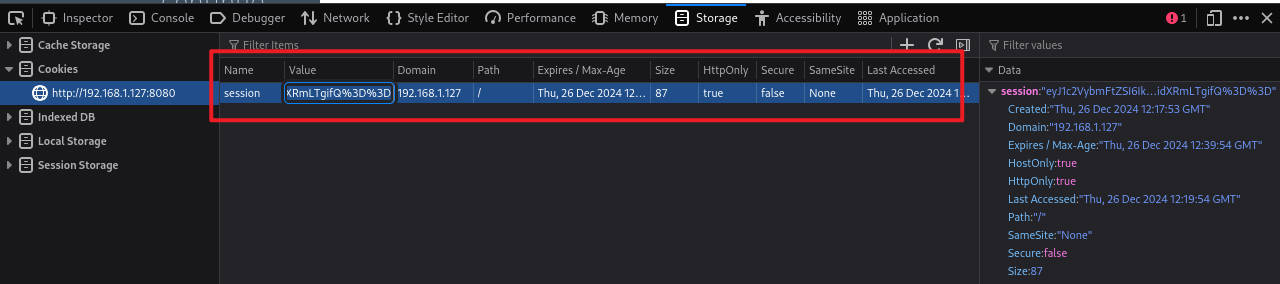 Inspector Console Debugger Network Style Editor Performance Memory Storage Accessibility Application 1
Cache Storage
Cookies
http://192.168.1.127:8080
Indexed DB
Local Storage
Session Storage
Filter Items
Name Value Domain Path Expires / Max-Age Size HttpOnly Secure SameSite Last Accessed
session XRmLTgifQ%3D%3D 192.168.1.127 / Thu, 26 Dec 2024 12:... 87 true false None Thu, 26 Dec 2024 1...
Filter values
Data
session:"eyJ1c2VybmFtZSI6Ik...idXRmLTgifQ%3D%3D"
Created:"Thu, 26 Dec 2024 12:17:53 GMT"
Domain:"192.168.1.127"
Expires / Max-Age:"Thu, 26 Dec 2024 12:39:54 GMT"
HostOnly:true
HttpOnly:true
Last Accessed:"Thu, 26 Dec 2024 12:19:54 GMT"
Path:"/"
SameSite:"None"
Secure:false
Size:87